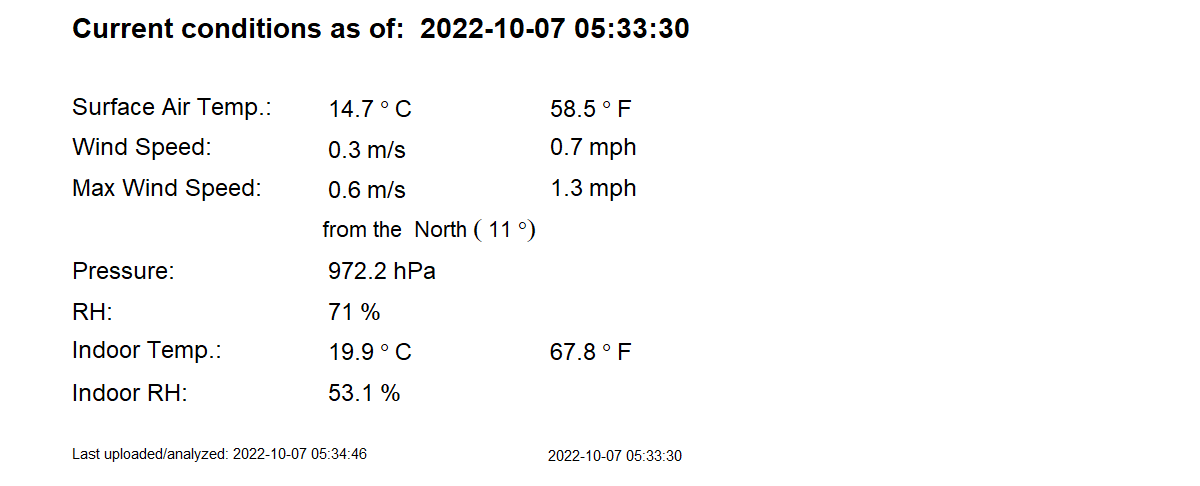 Current conditions as of: 2022-10-07 05:33:30
Surface Air Temp.: 14.7 ° C 58.5 ° F
Wind Speed: 0.3 m/s 0.7 mph
Max Wind Speed: 0.6 m/s 1.3 mph
from the North ( 11 °)
Pressure: 972.2 hPa
RH: 71 %
Indoor Temp.: 19.9 ° C 67.8 ° F
Indoor RH: 53.1 %
Last uploaded/analyzed: 2022-10-07 05:34:46 2022-10-07 05:33:30